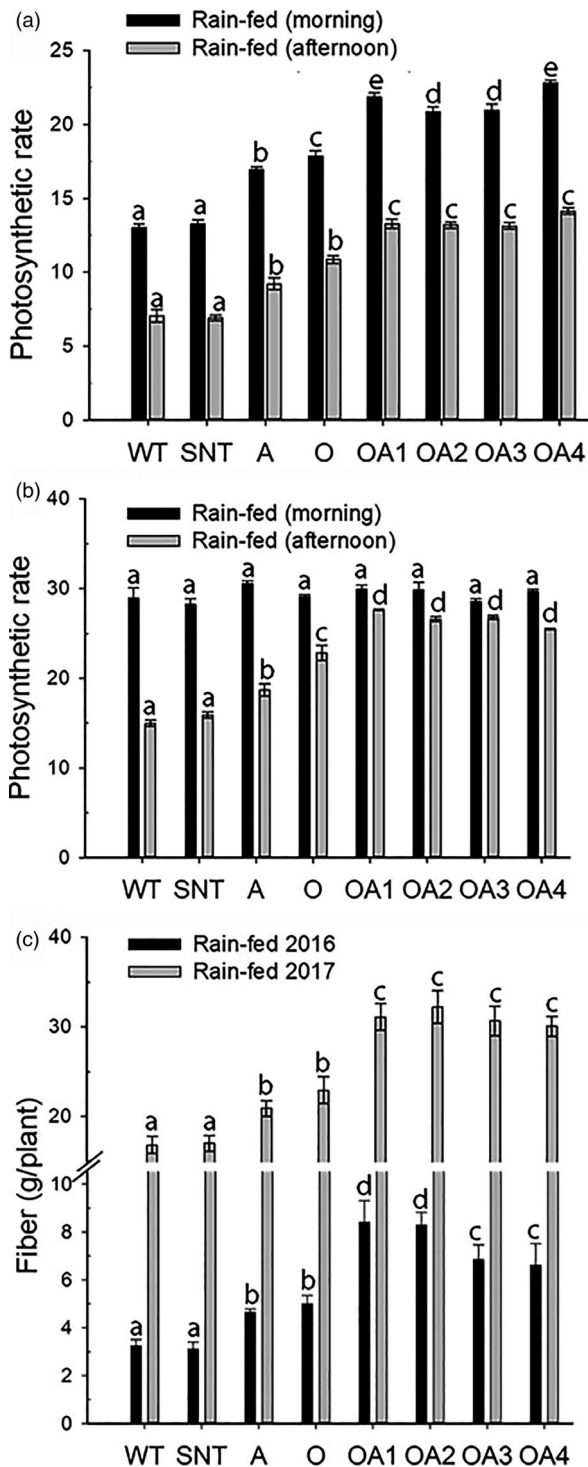 (a)
Rain-fed (morning)
Rain-fed (afternoon)
Photosynthetic rate
25
20
15
10
5
0
a a b c e d d e
a a b b c c c c
WT SNT A O OA1 OA2 OA3 OA4
(b)
Rain-fed (morning)
Rain-fed (afternoon)
Photosynthetic rate
40
30
20
10
0
a a a a a a a a
a a b c d d d d
WT SNT A O OA1 OA2 OA3 OA4
(c)
Rain-fed 2016
Rain-fed 2017
Fiber (g/plant)
40
30
20
10
8
6
4
2
0
a a b b c c c c
a a b b d d c c
WT SNT A O OA1 OA2 OA3 OA4